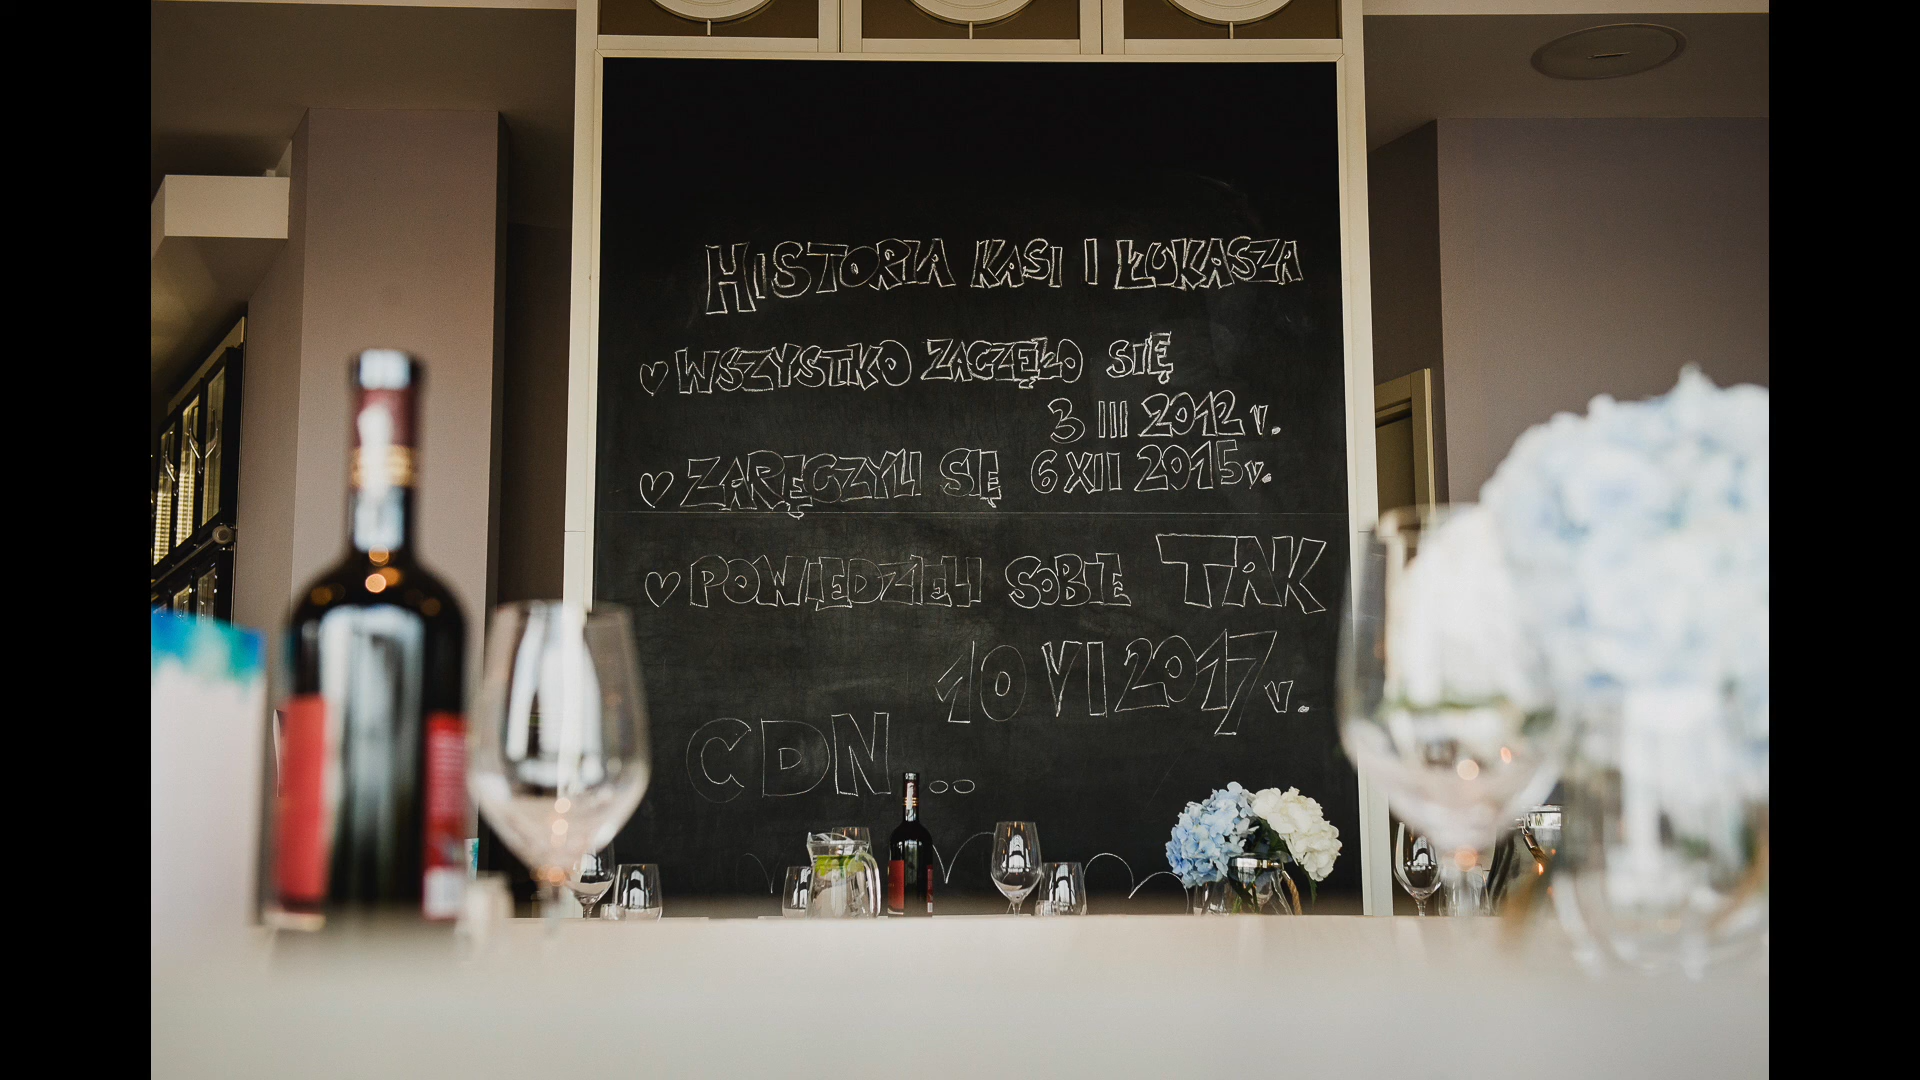 HISTORIA KASI I ŁUKASZA
♡ WSZYSTKO ZACZĘŁO SIĘ
3 III 2012 r.
♡ ZARĘCZYLI SIĘ 6 XII 2015 r.
♡ POWIEDZIELI SOBIE TAK
10 VI 2017 r.
CDN...